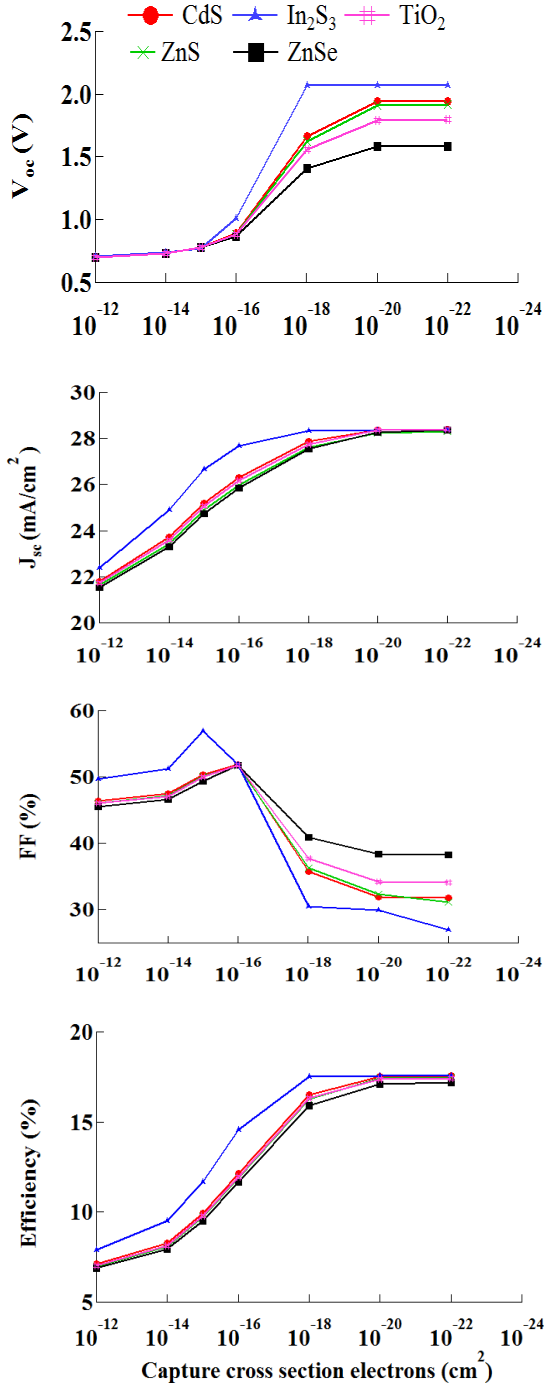 CdS In₂S₃ TiO₂
ZnS ZnSe
2.5
2.0
1.5
1.0
0.5
V_oc (V)
10⁻¹² 10⁻¹⁴ 10⁻¹⁶ 10⁻¹⁸ 10⁻²⁰ 10⁻²² 10⁻²⁴
30
28
26
24
22
20
J_sc (mA/cm²)
10⁻¹² 10⁻¹⁴ 10⁻¹⁶ 10⁻¹⁸ 10⁻²⁰ 10⁻²² 10⁻²⁴
60
50
40
30
FF (%)
10⁻¹² 10⁻¹⁴ 10⁻¹⁶ 10⁻¹⁸ 10⁻²⁰ 10⁻²² 10⁻²⁴
20
15
10
5
Efficiency (%)
10⁻¹² 10⁻¹⁴ 10⁻¹⁶ 10⁻¹⁸ 10⁻²⁰ 10⁻²² 10⁻²⁴
Capture cross section electrons (cm²)